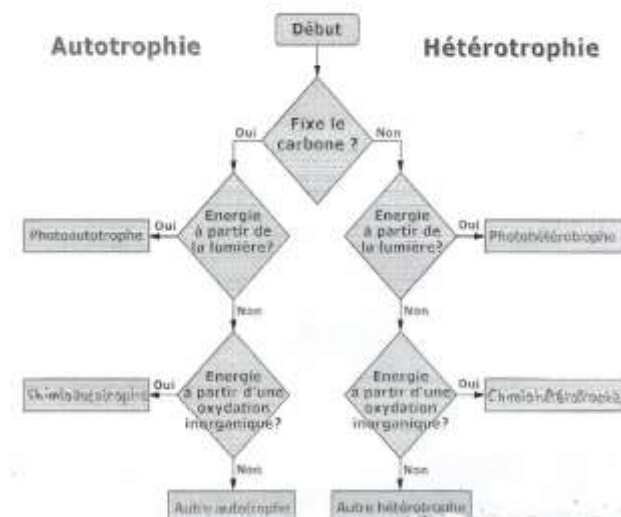 Autotrophie
Début
Hétérotrophie
Fixe le
carbone ?
Oui
Non
Energie
à partir de
la lumière?
Oui
Photoautotrophe
Non
Energie
à partir de
la lumière?
Oui
Photohétérotrophe
Non
Energie
a partir d'une
oxydation
inorganique?
Oui
Chimioautotrophe
Non
Autre autotrophe
Energie
a partir d'une
oxydation
inorganique?
Oui
Chimiohétérotrophe
Non
Autre hétérotrophe